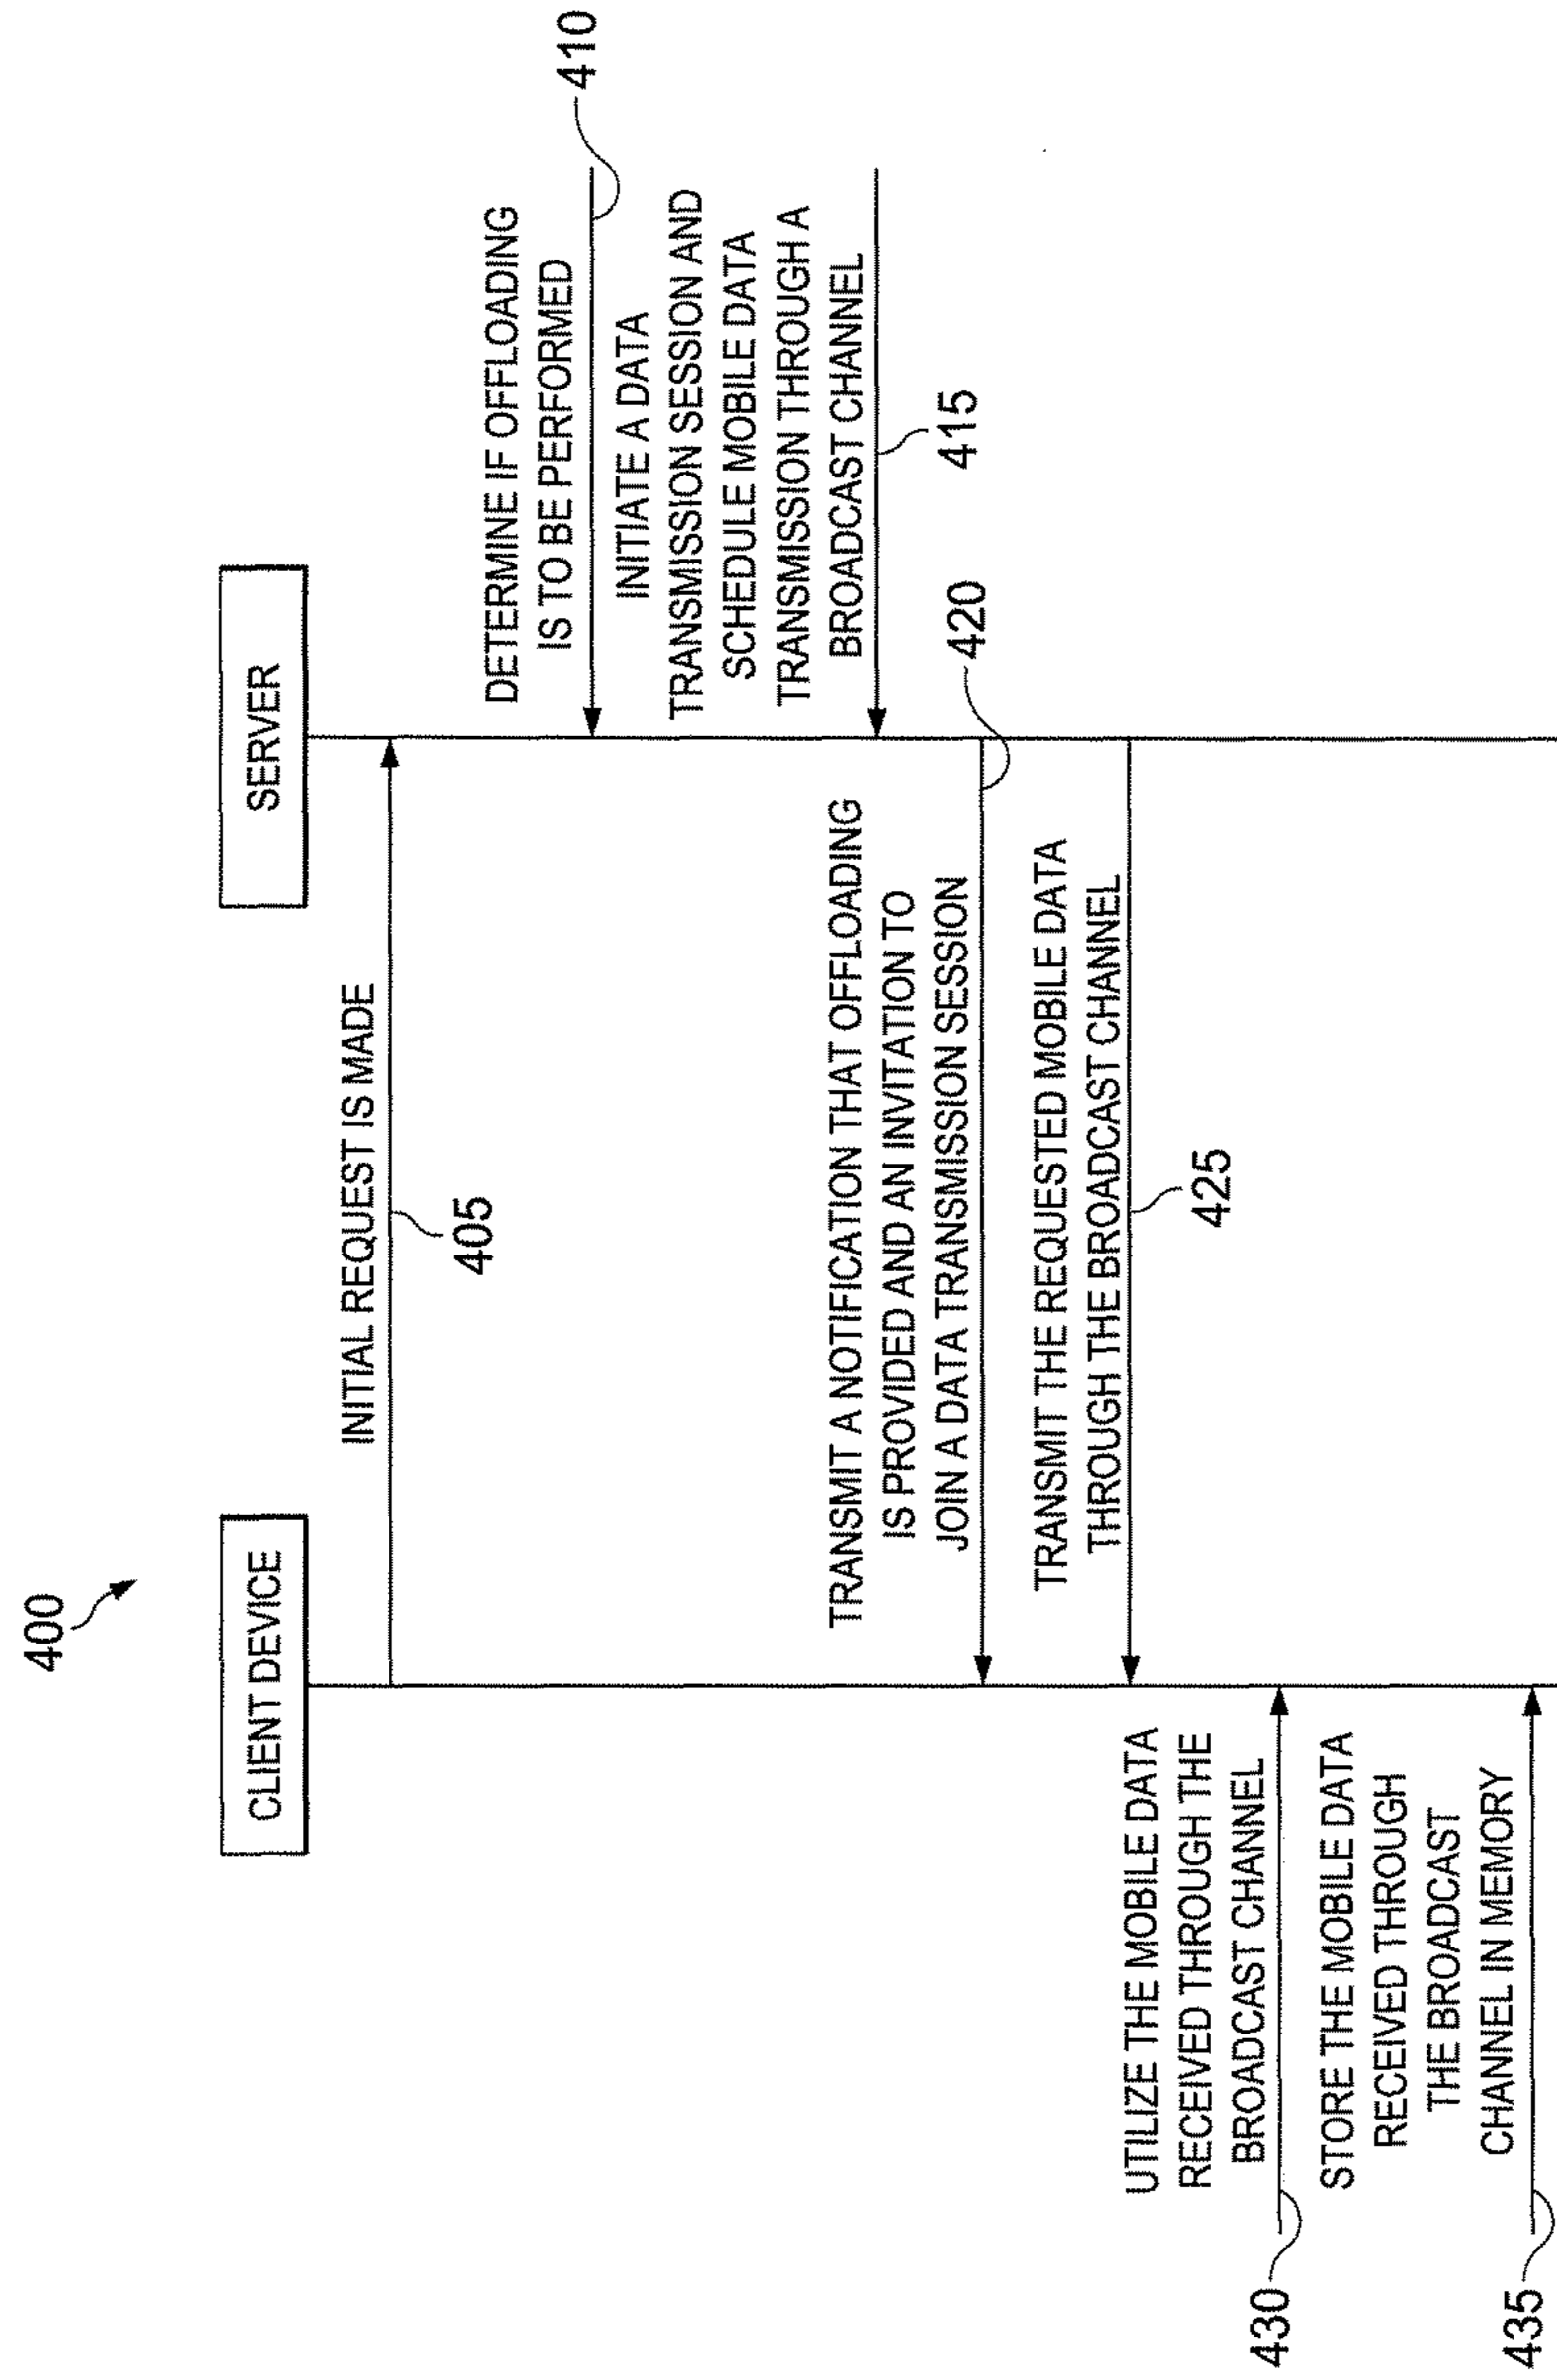 400
CLIENT DEVICE
SERVER
INITIAL REQUEST IS MADE
405
DETERMINE IF OFFLOADING
IS TO BE PERFORMED
410
INITIATE A DATA
TRANSMISSION SESSION AND
SCHEDULE MOBILE DATA
TRANSMISSION THROUGH A
BROADCAST CHANNEL
415
TRANSMIT A NOTIFICATION THAT OFFLOADING
IS PROVIDED AND AN INVITATION TO
JOIN A DATA TRANSMISSION SESSION
420
TRANSMIT THE REQUESTED MOBILE DATA
THROUGH THE BROADCAST CHANNEL
425
UTILIZE THE MOBILE DATA
RECEIVED THROUGH THE
BROADCAST CHANNEL
430
STORE THE MOBILE DATA
RECEIVED THROUGH
THE BROADCAST
CHANNEL IN MEMORY
435